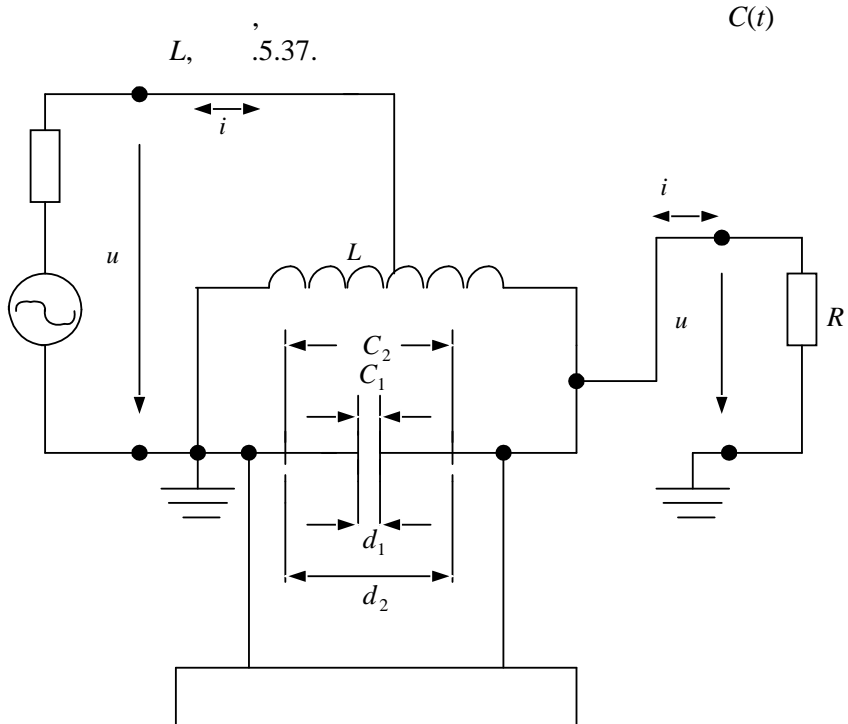 C(t)
,
L, .5.37.
i
i
u
L
u
R
C₂
C₁
d₁
d₂